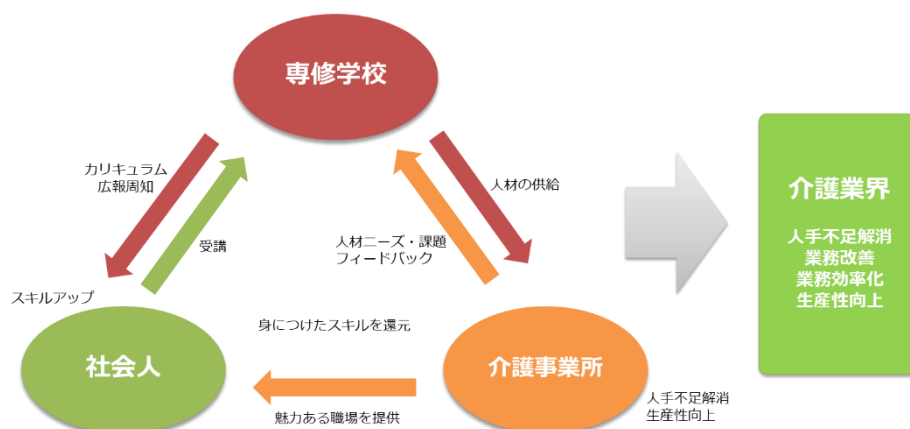 専修学校
カリキュラム
広報周知
受講
人材の供給
人材ニーズ・課題
フィードバック
スキルアップ
社会人
身につけたスキルを還元
魅力ある職場を提供
介護事業所
人手不足解消
生産性向上
介護業界
人手不足解消
業務改善
業務効率化
生産性向上